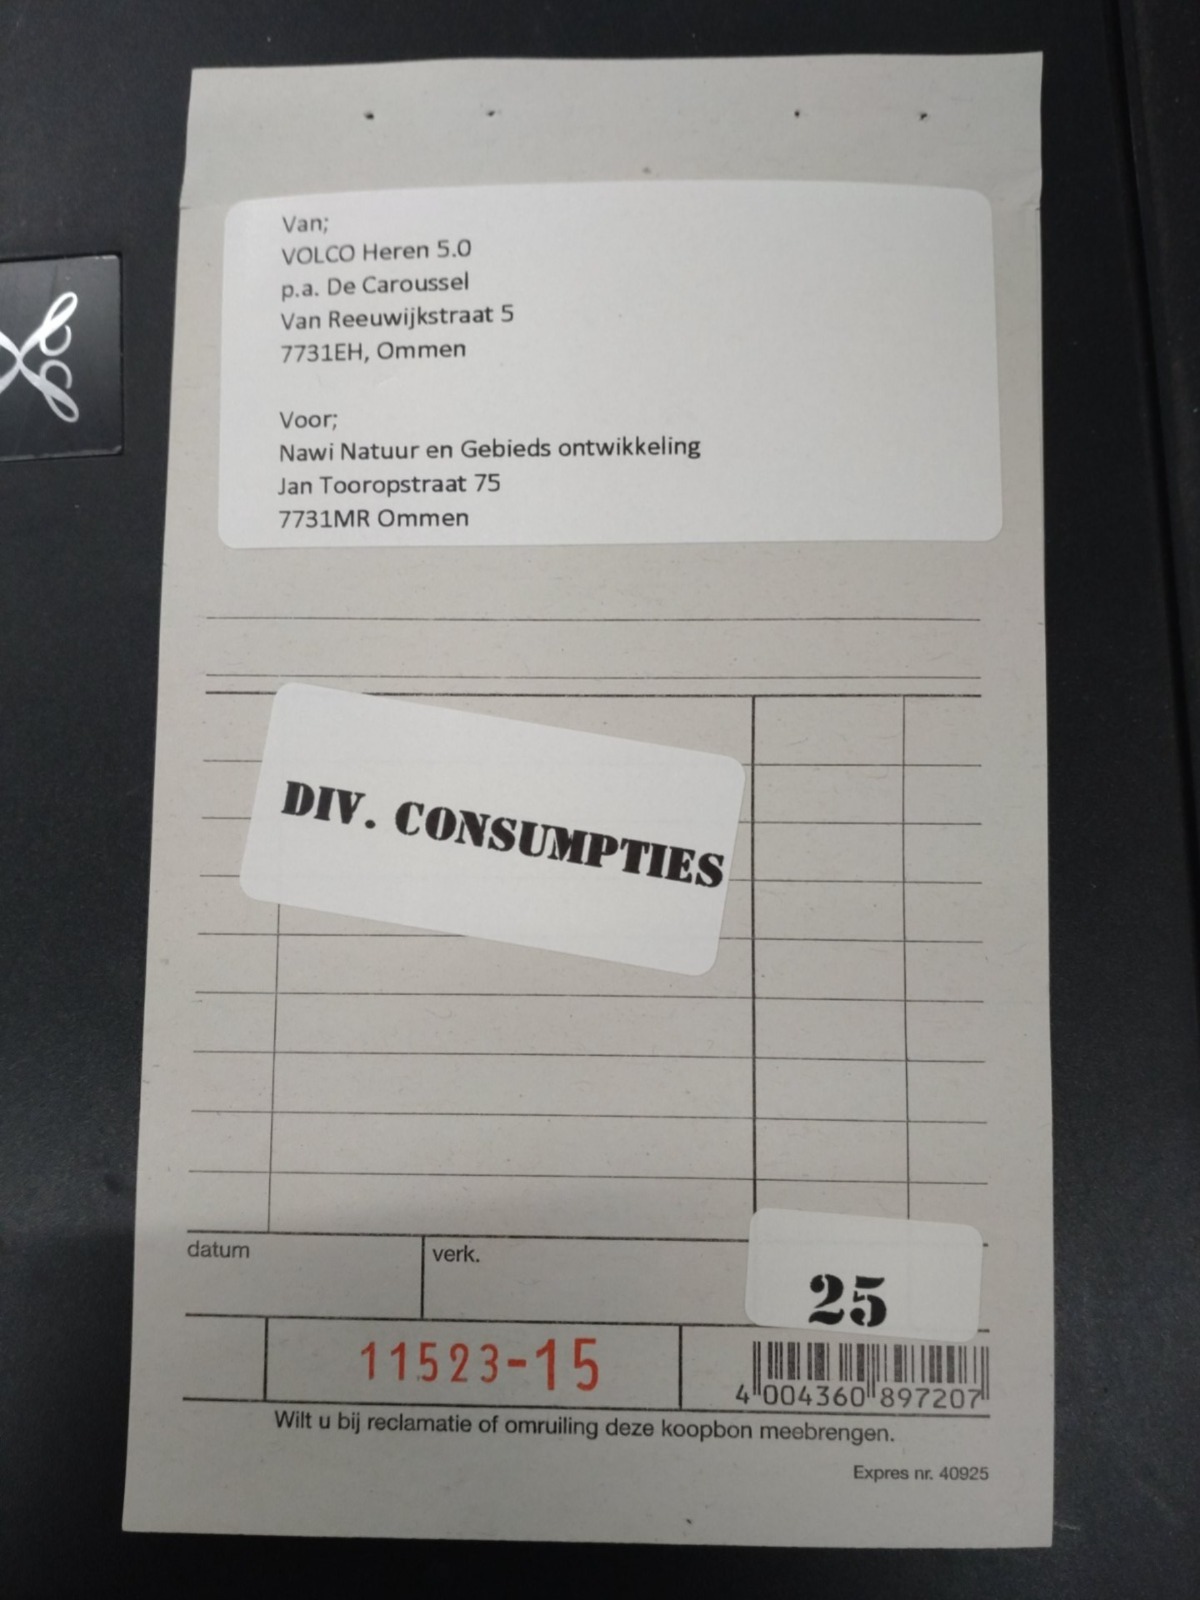 Van;
VOLCO Heren 5.0
p.a. De Caroussel
Van Reeuwijkstraat 5
7731EH, Ommen
Voor;
Nawi Natuur en Gebieds ontwikkeling
Jan Tooropstraat 75
7731MR Ommen
DIV. CONSUMPTIES
datum
verk.
25
11523-15
4 004360 897207
Wilt u bij reclamatie of omruiling deze koopbon meebrengen.
Expres nr. 40925